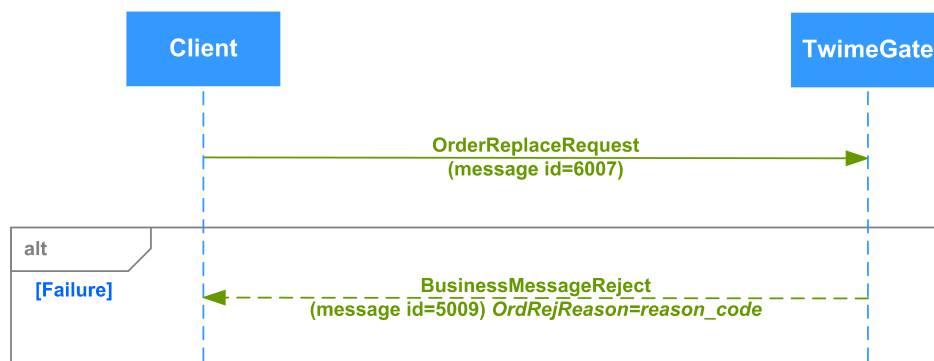 Client
TwimeGate
OrderReplaceRequest
(message id=6007)
alt
[Failure]
BusinessMessageReject
(message id=5009) OrdRejReason=reason_code